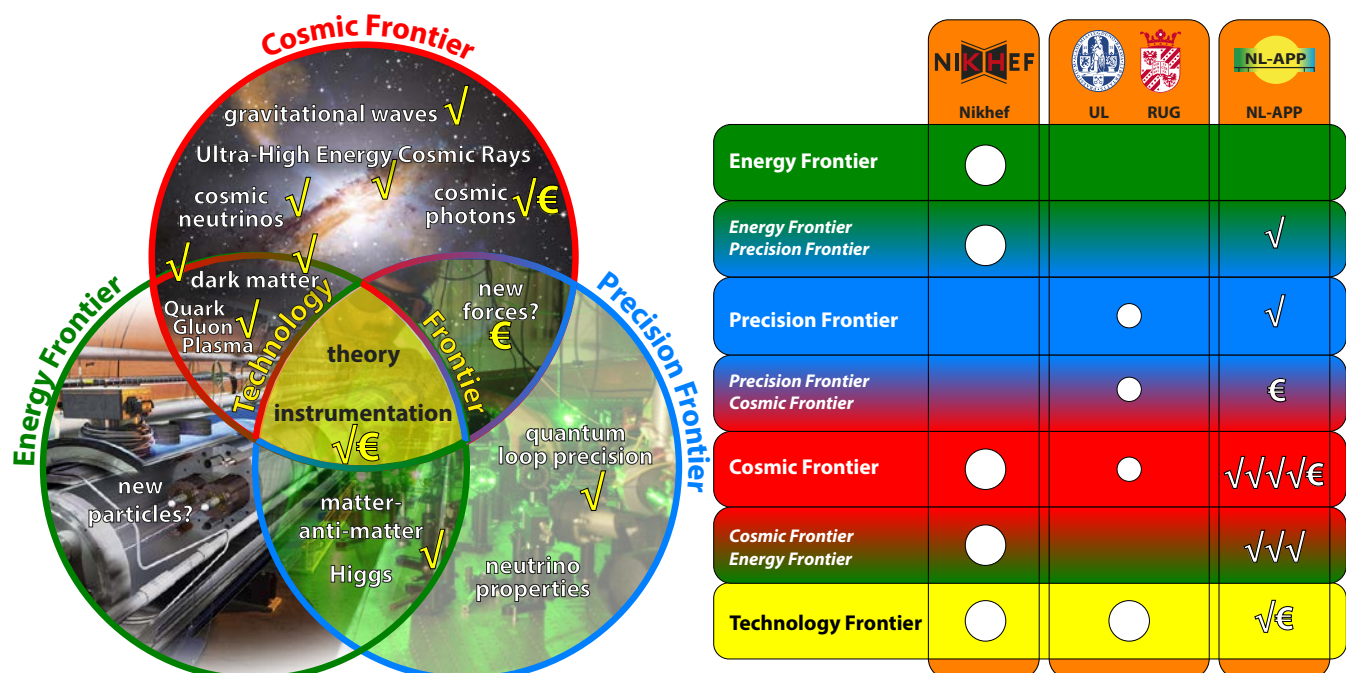 Cosmic Frontier
gravitational waves √
Ultra-High Energy Cosmic Rays
√
cosmic
neutrinos √
cosmic
photons √€
√ √
dark matter
Quark
Gluon
Plasma √
new
forces?
€
Technology
Frontier
Energy Frontier
Precision Frontier
theory
instrumentation
√€
new
particles?
quantum
loop precision
√
matter-
anti-matter
√
Higgs
neutrino
properties
NIKHEF
NL-APP
Nikhef UL RUG NL-APP
Energy Frontier
Energy Frontier
Precision Frontier √
Precision Frontier √
Precision Frontier
Cosmic Frontier €
Cosmic Frontier √√√√€
Cosmic Frontier
Energy Frontier √√√
Technology Frontier √€